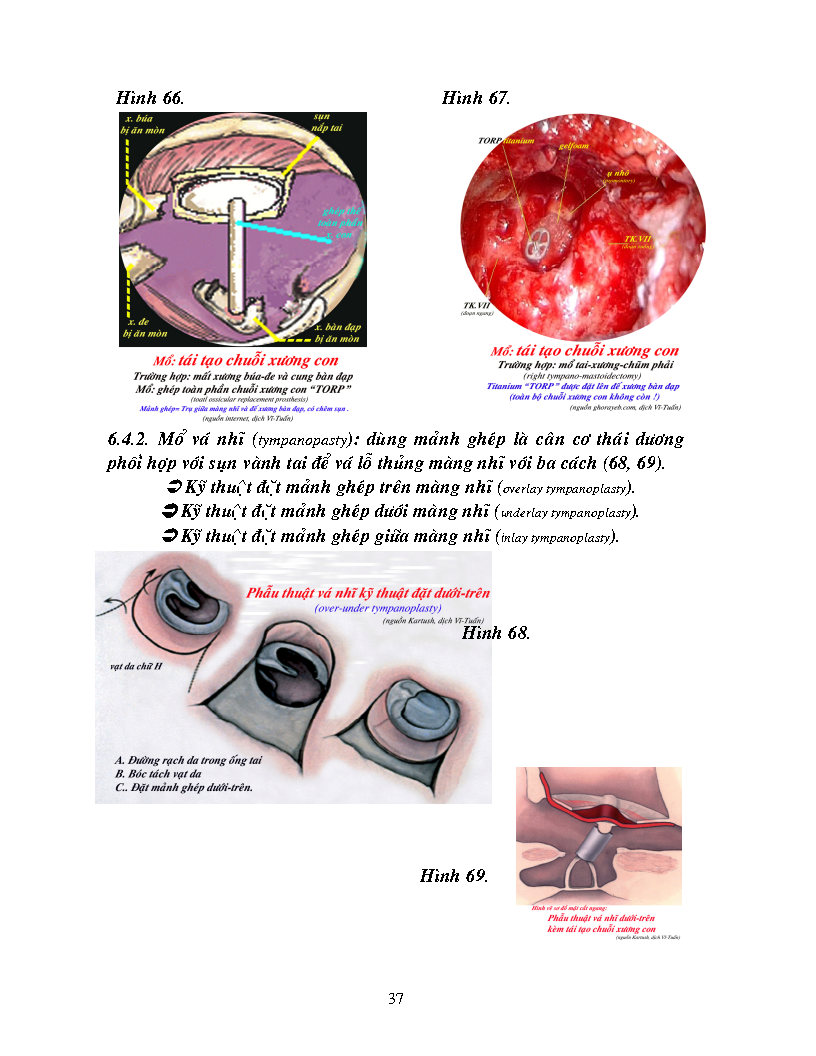 Hình 66.
Hình 67.
x. búa
bị ăn mòn
sụn
nắp tai
ghép thế
toàn phần
x. con
x. đe
bị ăn mòn
x. bàn đạp
bị ăn mòn
Mổ: tái tạo chuỗi xương con
Trường hợp: mất xương búa-đe và cung bàn đạp
Mổ: ghép toàn phần chuỗi xương con “TORP”
(toatl ossicular replacement prosthesis)
Mảnh ghép= Trụ giữa màng nhĩ và đế xương bàn đạp, có chêm sụn .
(nguồn internet, dịch Vĩ-Tuấn)
TORP titanium
gelfoam
ụ nhô
(promontory)
TK.VII
(đoạn xuống)
TK.VII
(đoạn ngang)
Mổ: tái tạo chuỗi xương con
Trường hợp: mổ tai-xương-chũm phải
(right tympano-mastoidectomy)
Titanium “TORP” được đặt lên đế xương bàn đạp
(toàn bộ chuỗi xương con không còn !)
(nguồn ghorayeb.com, dịch Vĩ-Tuấn)
6.4.2. Mổ vá nhĩ (tympanopasty): dùng mảnh ghép là cân cơ thái dương
phối hợp với sụn vành tai để vá lỗ thủng màng nhĩ với ba cách (68, 69).
➲ Kỹ thuật đặt mảnh ghép trên màng nhĩ (overlay tympanoplasty).
➲ Kỹ thuật đặt mảnh ghép dưới màng nhĩ (underlay tympanoplasty).
➲ Kỹ thuật đặt mảnh ghép giữa màng nhĩ (inlay tympanoplasty).
Phẫu thuật vá nhĩ kỹ thuật đặt dưới-trên
(over-under tympanoplasty)
(nguồn Kartush, dịch Vĩ-Tuấn)
Hình 68.
vạt da chữ H
A. Đường rạch da trong ống tai
B. Bóc tách vạt da
C.. Đặt mảnh ghép dưới-trên.
Hình 69.
Hình vẽ sơ đồ mặt cắt ngang:
Phẫu thuật vá nhĩ dưới-trên
kèm tái tạo chuỗi xương con
(nguồn Kartush, dịch Vĩ-Tuấn)
37